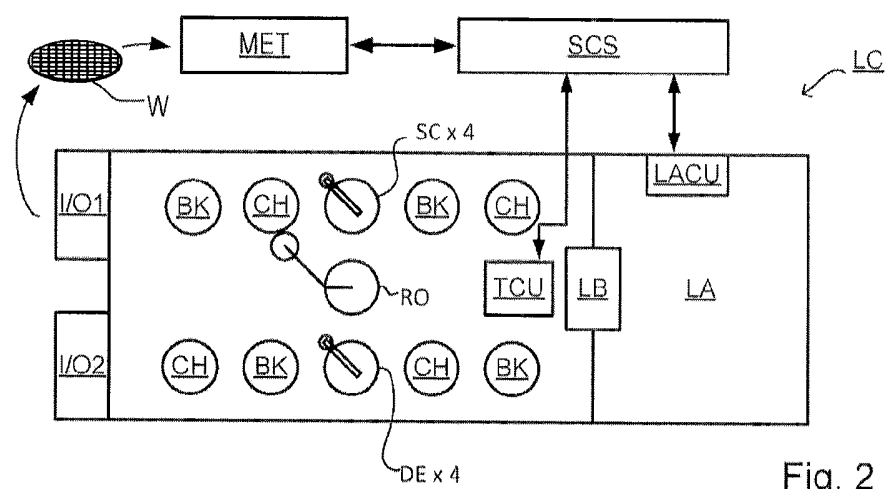 MET
SCS
LC
W
SC x 4
I/O1
BK
CH
BK
CH
LACU
RO
TCU
LB
LA
I/O2
CH
BK
CH
BK
DE x 4
Fig. 2